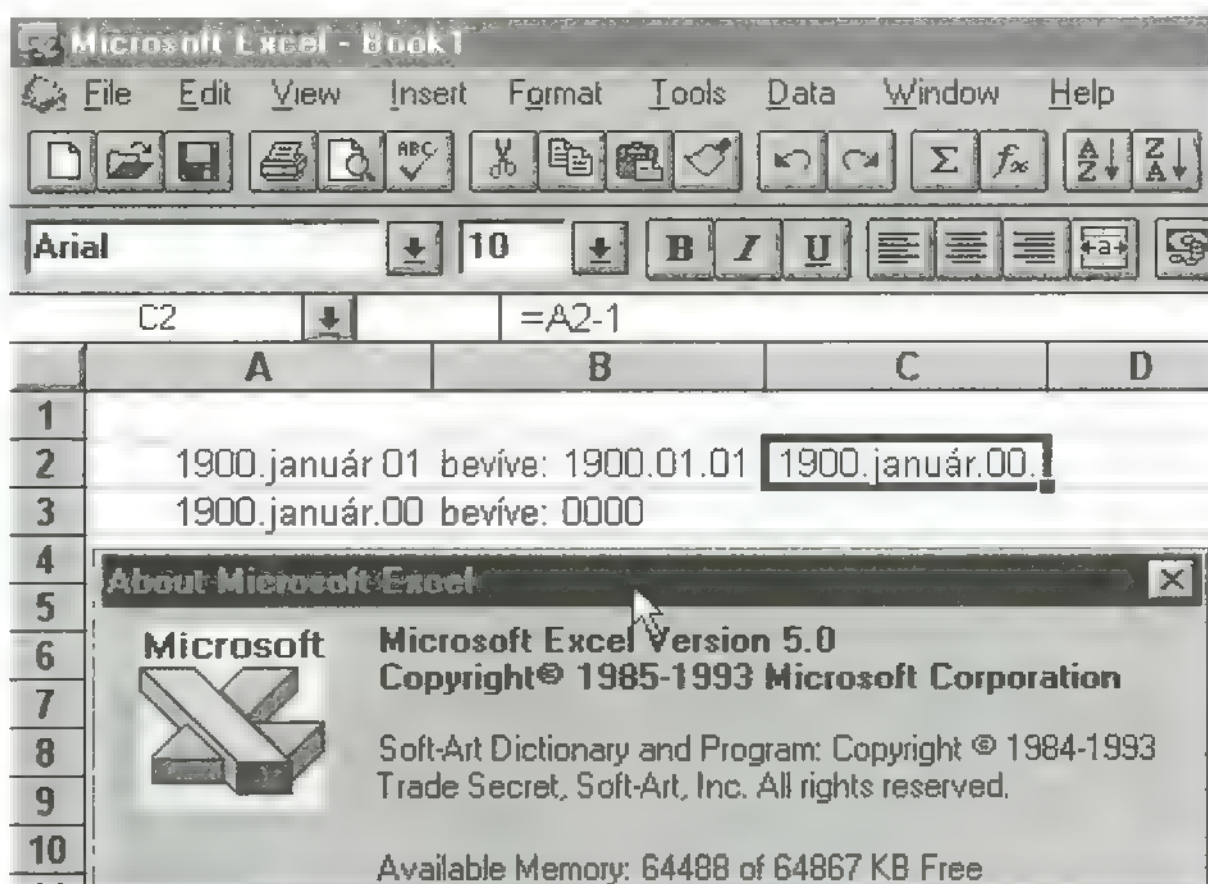 Microsoft Excel - Book1
File Edit View Insert Format Tools Data Window Help
ABC Σ fx A Z Z A
Arial 10 B I U a
C2 =A2-1
A B C D
1
2 1900.január 01 bevíve: 1900.01.01 1900.január.00.
3 1900.január.00 bevíve: 0000
4
About Microsoft Excel
5
6 Microsoft Microsoft Excel Version 5.0
7 Copyright© 1985-1993 Microsoft Corporation
8 Soft-Art Dictionary and Program: Copyright © 1984-1993
9 Trade Secret, Soft-Art, Inc. All rights reserved.
10 Available Memory: 64488 of 64867 KB Free